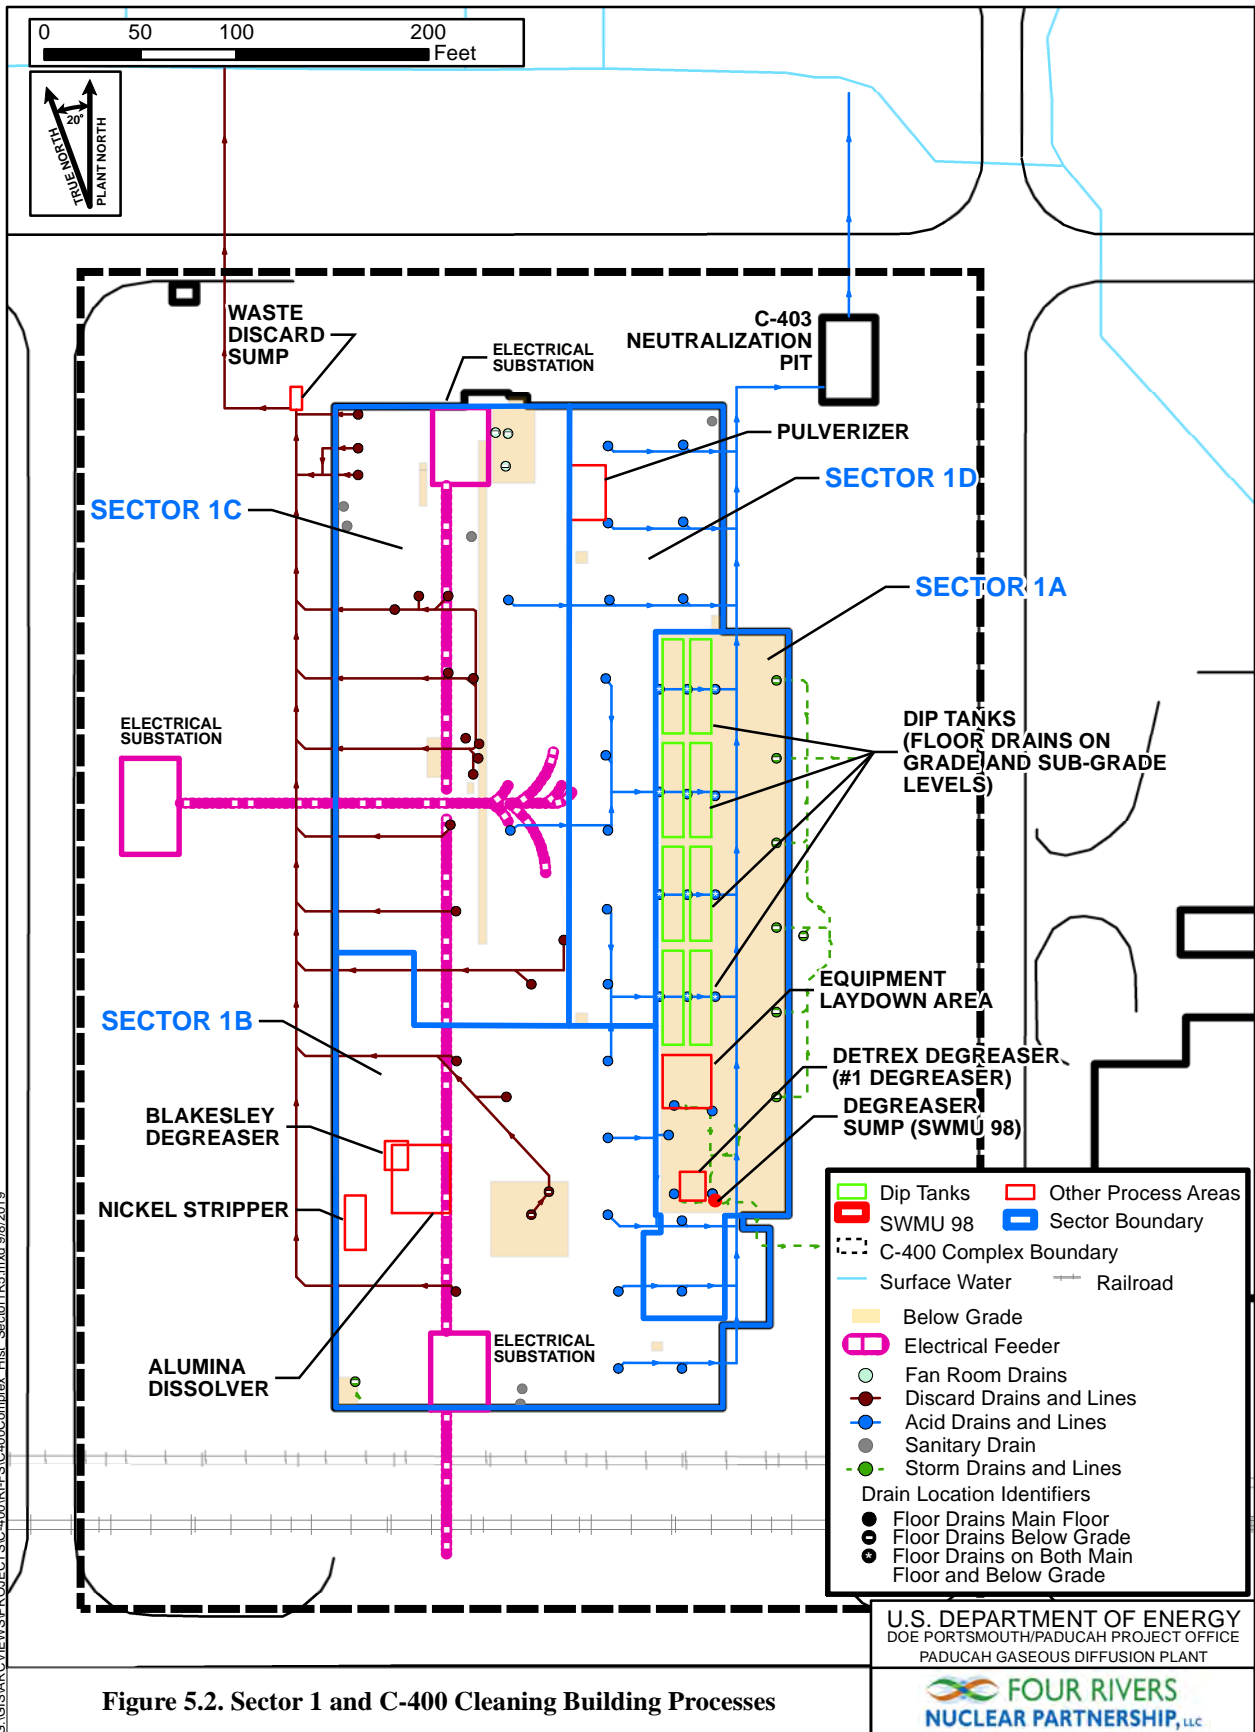 0 50 100 200
Feet
20°
TRUE NORTH
PLANT NORTH
WASTE
DISCARD
SUMP
ELECTRICAL
SUBSTATION
C-403
NEUTRALIZATION
PIT
PULVERIZER
SECTOR 1C
SECTOR 1D
SECTOR 1A
ELECTRICAL
SUBSTATION
DIP TANKS
(FLOOR DRAINS ON
GRADE AND SUB-GRADE
LEVELS)
EQUIPMENT
LAYDOWN AREA
SECTOR 1B
DETREX DEGREASER
(#1 DEGREASER)
DEGREASER
SUMP (SWMU 98)
BLAKESLEY
DEGREASER
NICKEL STRIPPER
ALUMINA
DISSOLVER
ELECTRICAL
SUBSTATION
Dip Tanks
Other Process Areas
SWMU 98
Sector Boundary
C-400 Complex Boundary
Surface Water
Railroad
Below Grade
Electrical Feeder
Fan Room Drains
Discard Drains and Lines
Acid Drains and Lines
Sanitary Drain
Storm Drains and Lines
Drain Location Identifiers
Floor Drains Main Floor
Floor Drains Below Grade
Floor Drains on Both Main
Floor and Below Grade
U.S. DEPARTMENT OF ENERGY
DOE PORTSMOUTH/PADUCAH PROJECT OFFICE
PADUCAH GASEOUS DIFFUSION PLANT
FOUR RIVERS
NUCLEAR PARTNERSHIP, LLC
Figure 5.2. Sector 1 and C-400 Cleaning Building Processes